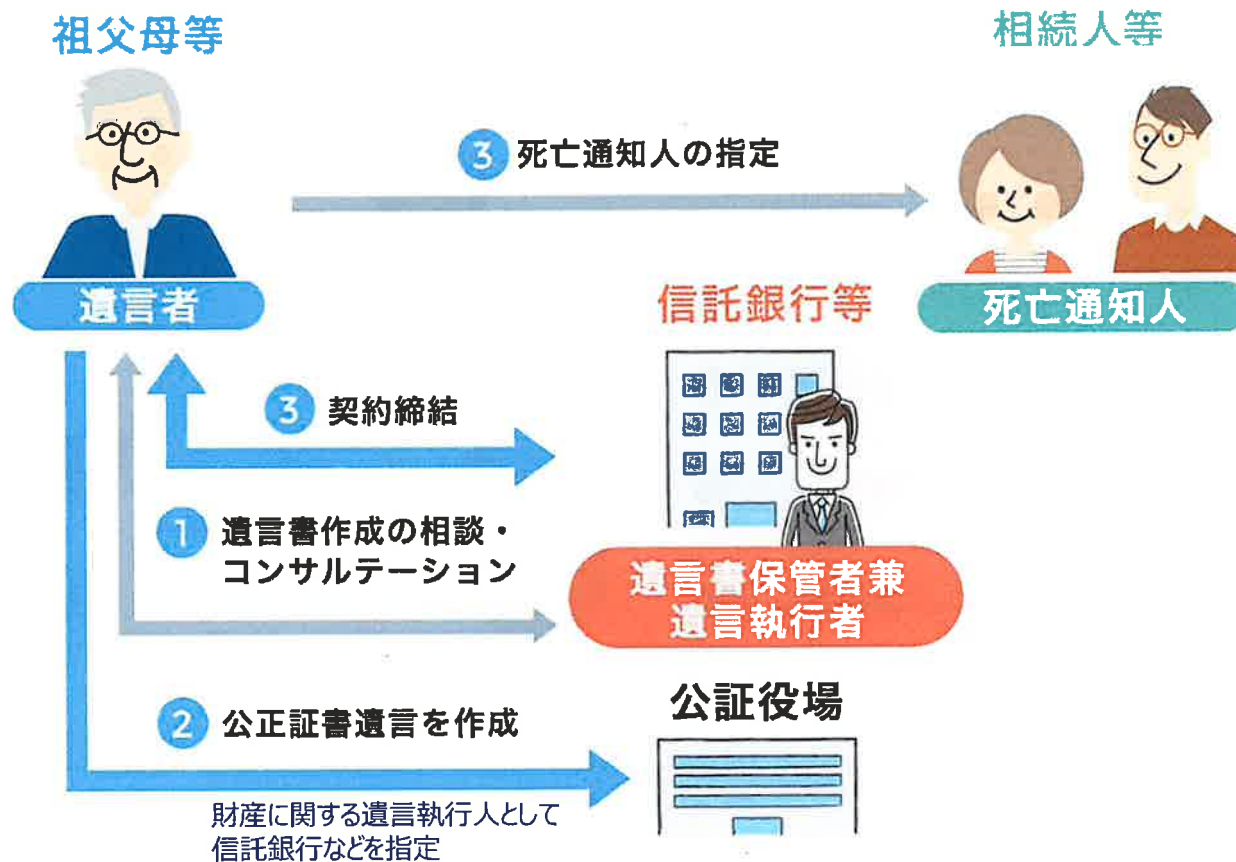 祖父母等
相続人等
3 死亡通知人の指定
遺言者
信託銀行等
死亡通知人
3 契約締結
1 遺言書作成の相談・
コンサルテーション
遺言書保管者兼
遺言執行者
公証役場
2 公正証書遺言を作成
財産に関する遺言執行人として
信託銀行などを指定